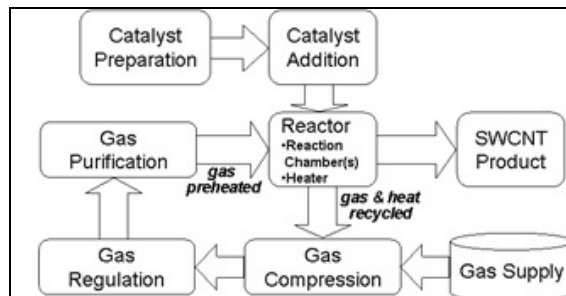 Catalyst
Preparation
Catalyst
Addition
Gas
Purification
gas
preheated
Reactor
•Reaction
Chamber(s)
•Heater
SWCNT
Product
gas & heat
recycled
Gas
Regulation
Gas
Compression
Gas Supply